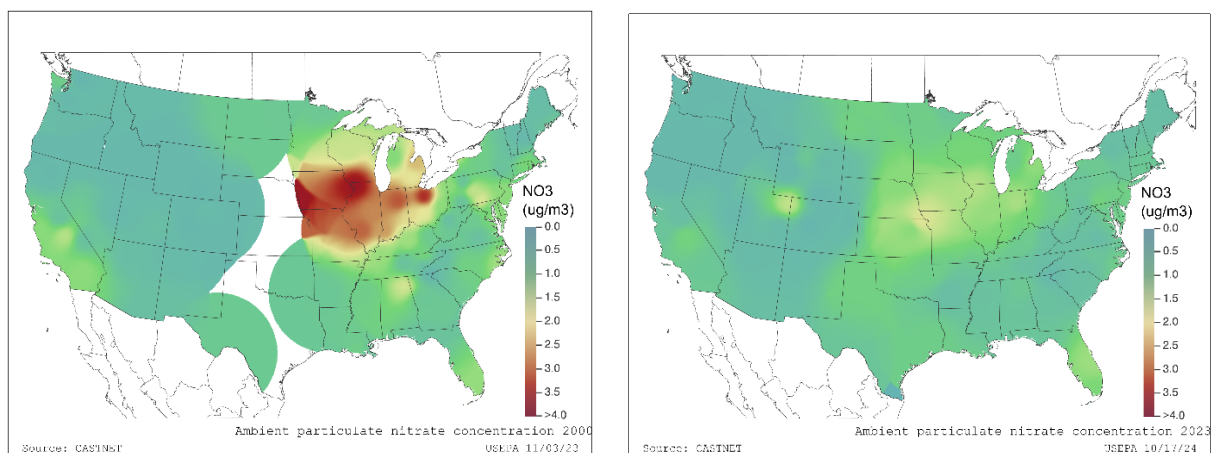 NO3
(ug/m3)
0.0
0.5
1.0
1.5
2.0
2.5
3.0
3.5
>4.0
Ambient particulate nitrate concentration 2000
Source: CASTNET
USEPA 11/03/23
NO3
(ug/m3)
0.0
0.5
1.0
1.5
2.0
2.5
3.0
3.5
>4.0
Ambient particulate nitrate concentration 2023
Source: CASTNET
USEPA 10/17/24